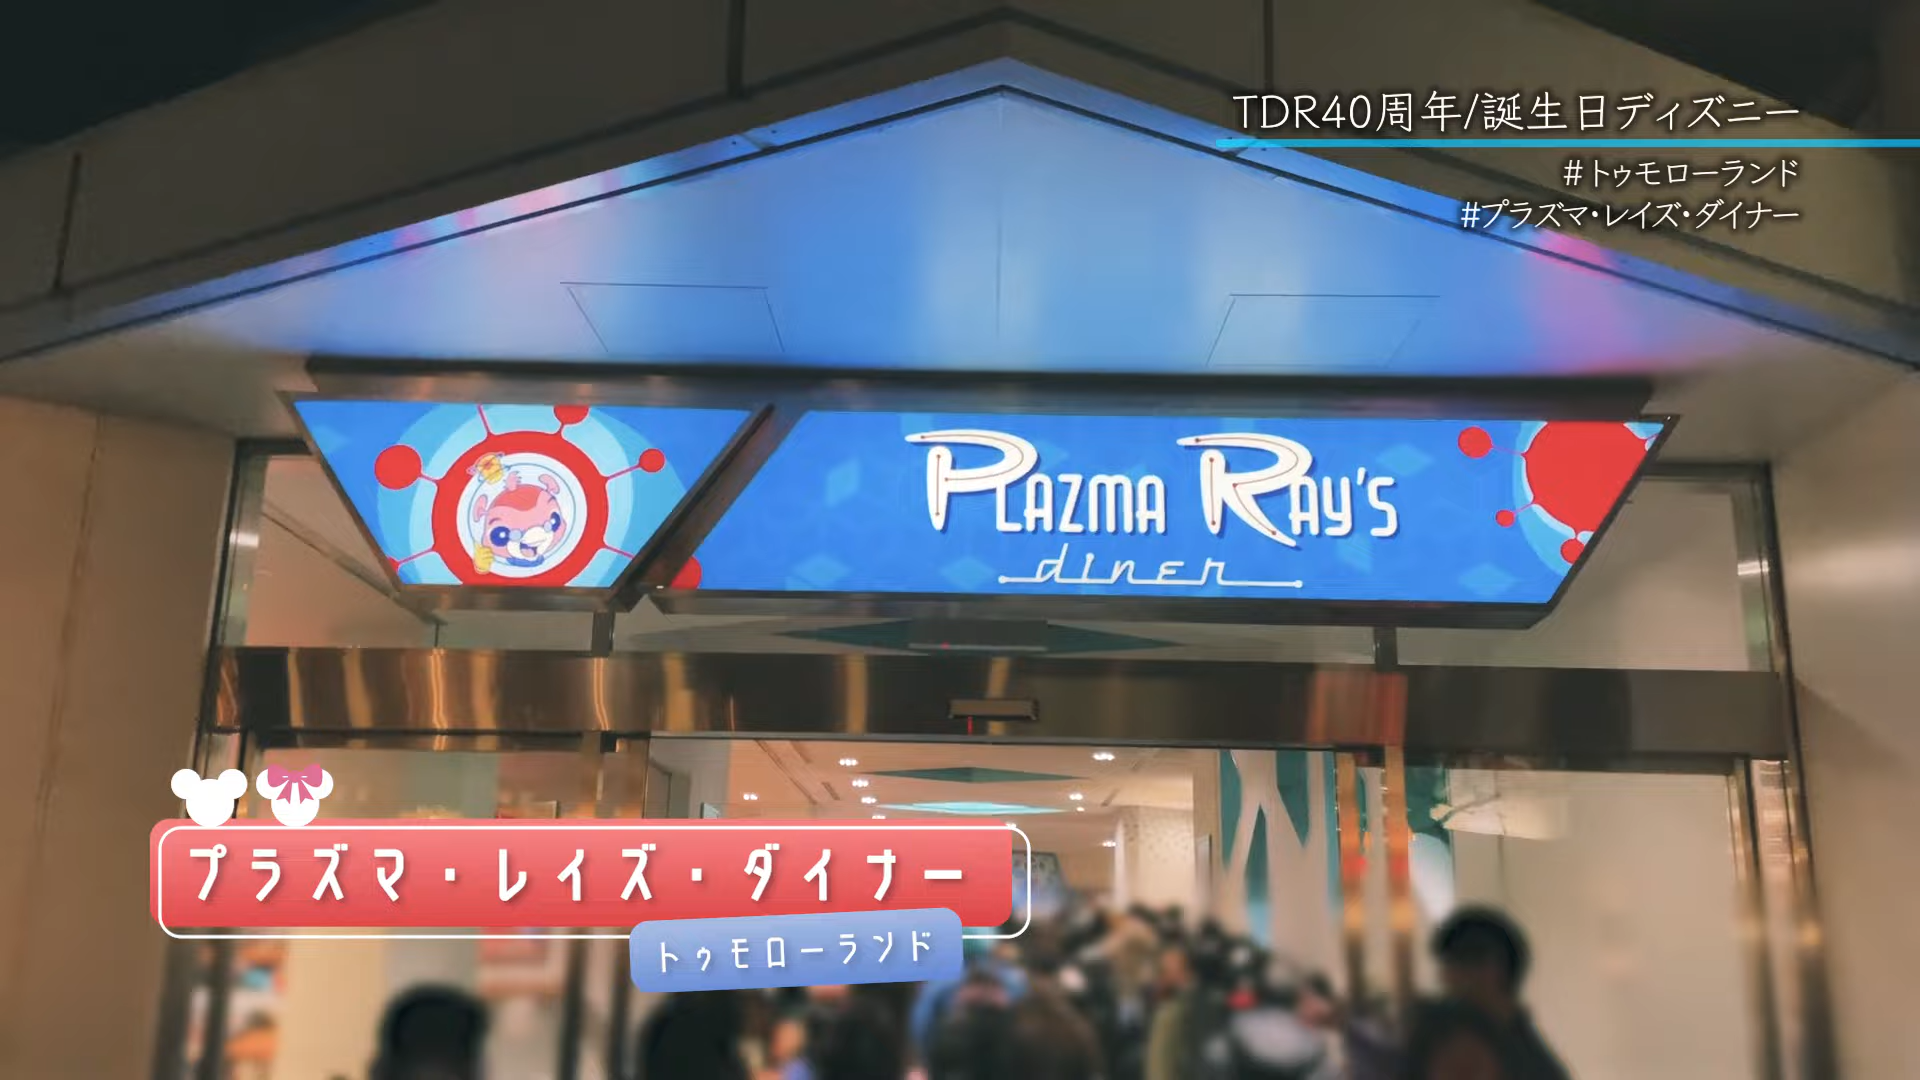 TDR40周年/誕生日ディズニー
#トゥモローランド
#プラズマ・レイズ・ダイナー
PLAZMA RAY'S
diner
プラズマ・レイズ・ダイナー
トゥモローランド